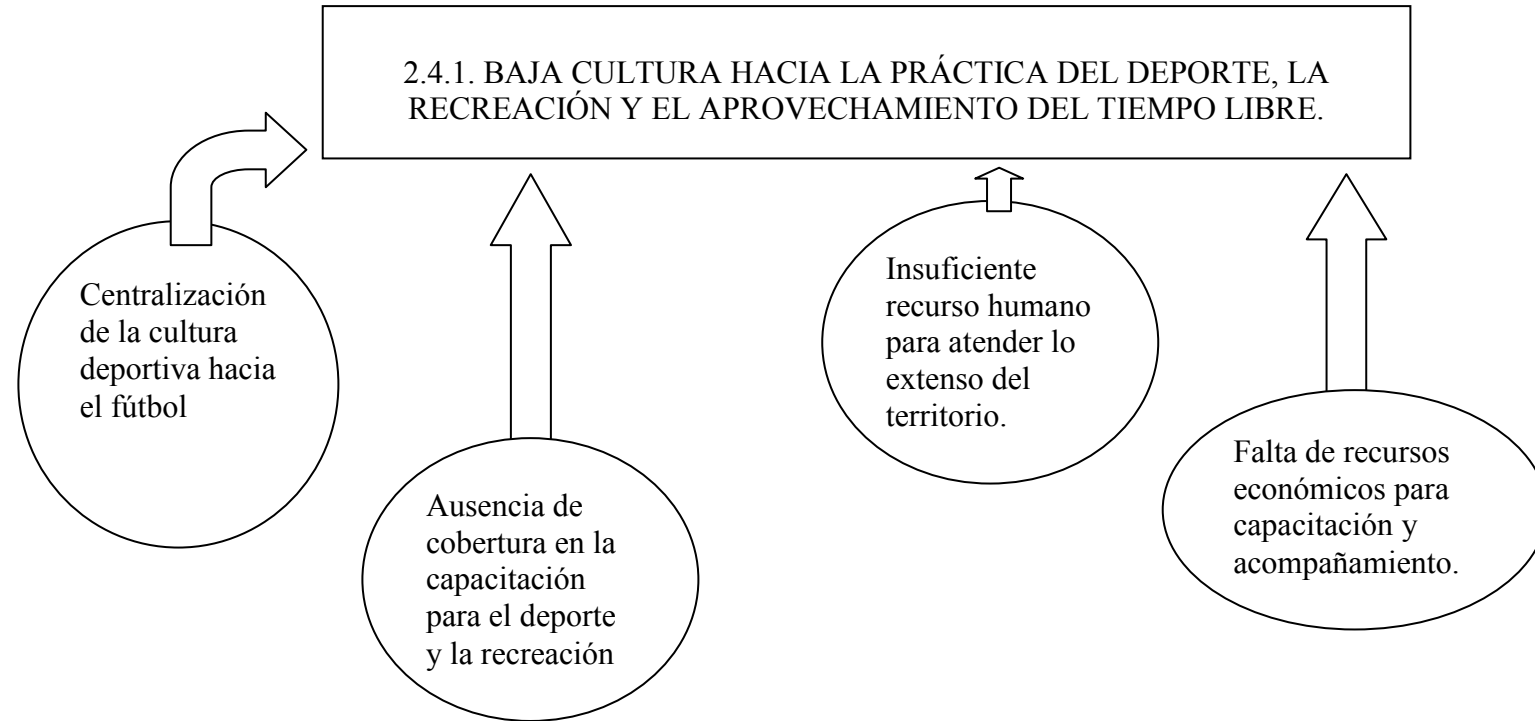 2.4.1. BAJA CULTURA HACIA LA PRÁCTICA DEL DEPORTE, LA
RECREACIÓN Y EL APROVECHAMIENTO DEL TIEMPO LIBRE.
Centralización
de la cultura
deportiva hacia
el fútbol
Ausencia de
cobertura en la
capacitación
para el deporte
y la recreación
Insuficiente
recurso humano
para atender lo
extenso del
territorio.
Falta de recursos
económicos para
capacitación y
acompañamiento.